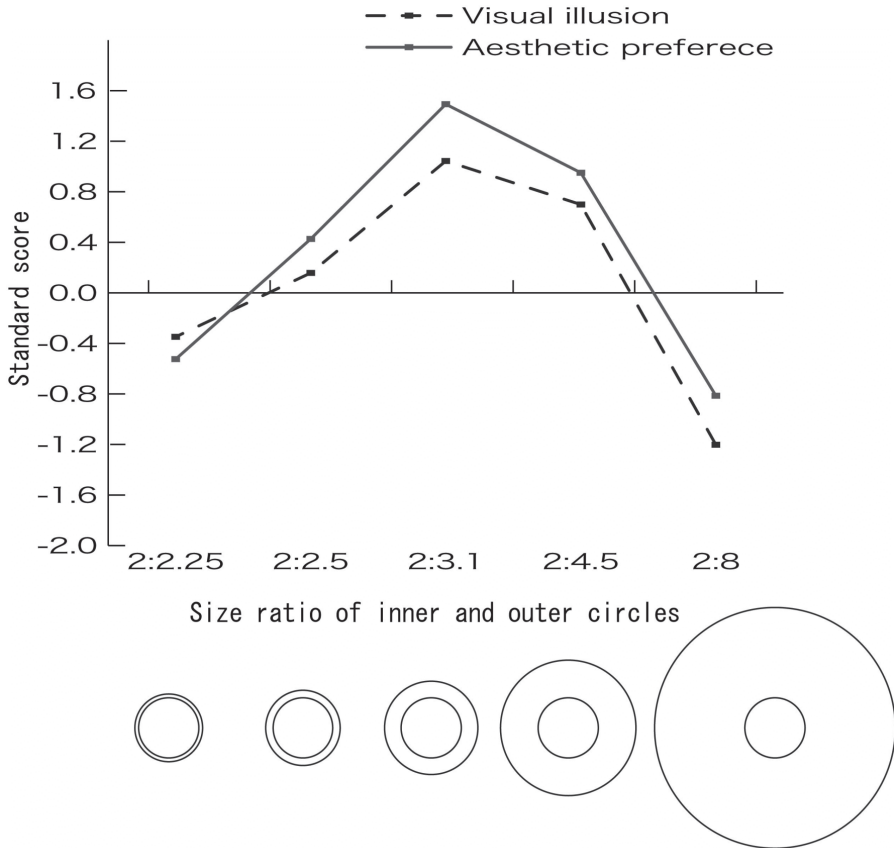 Visual illusion
Aesthetic preferece
1.6
1.2
0.8
0.4
0.0
-0.4
-0.8
-1.2
-1.6
-2.0
Standard score
2:2.25 2:2.5 2:3.1 2:4.5 2:8
Size ratio of inner and outer circles